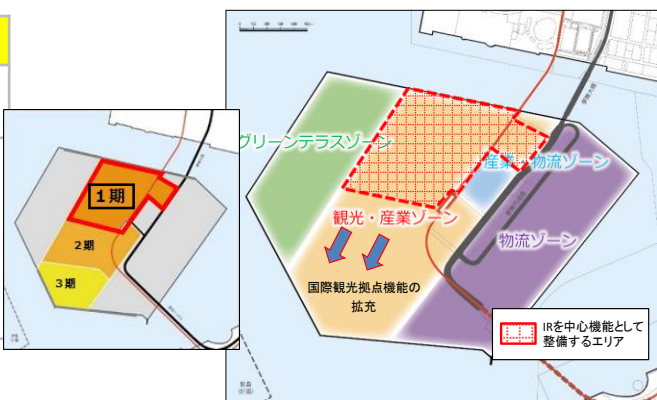 グリーンテラスゾーン
産業・物流ゾーン
観光・産業ゾーン
物流ゾーン
国際観光拠点機能の
拡充
IRを中心機能として
整備するエリア
1期
2期
3期